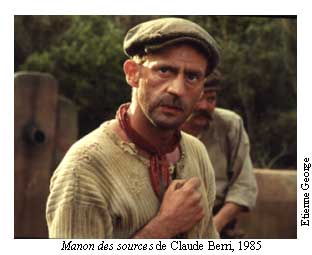 Manon des sources de Claude Berri, 1985
Etienne George